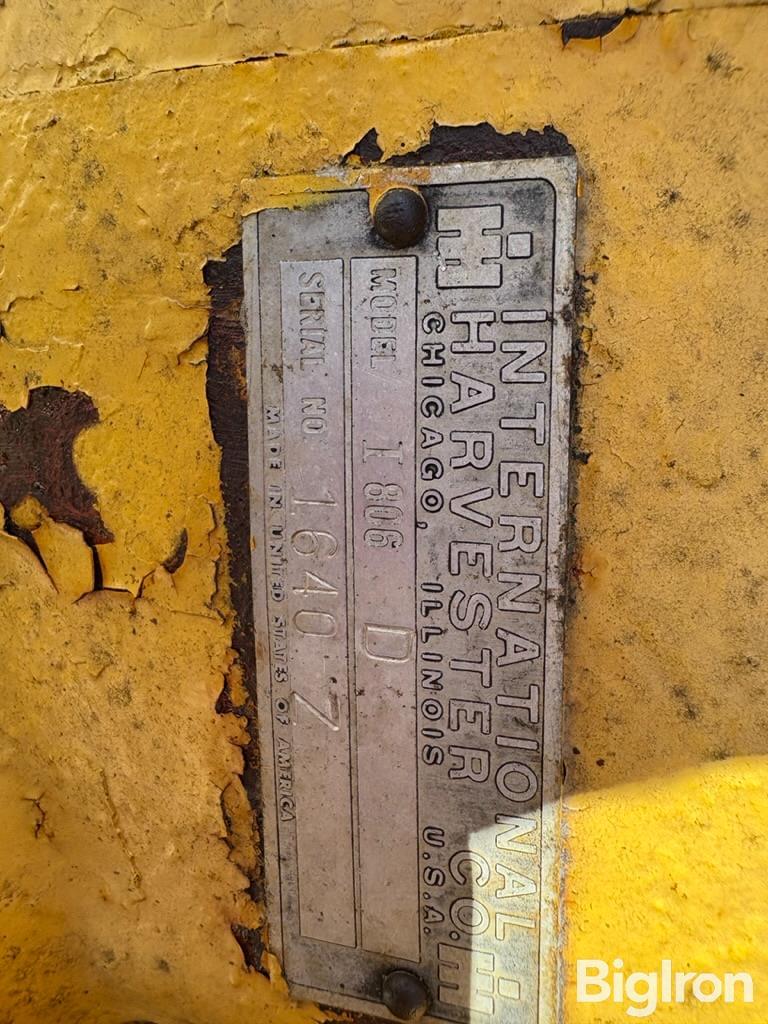 INTERNATIONAL
HARVESTER CO.
CHICAGO, ILLINOIS U.S.A.
MODEL I 806 D
SERIAL NO 1640 Z
MADE IN UNITED STATES OF AMERICA
BigIron